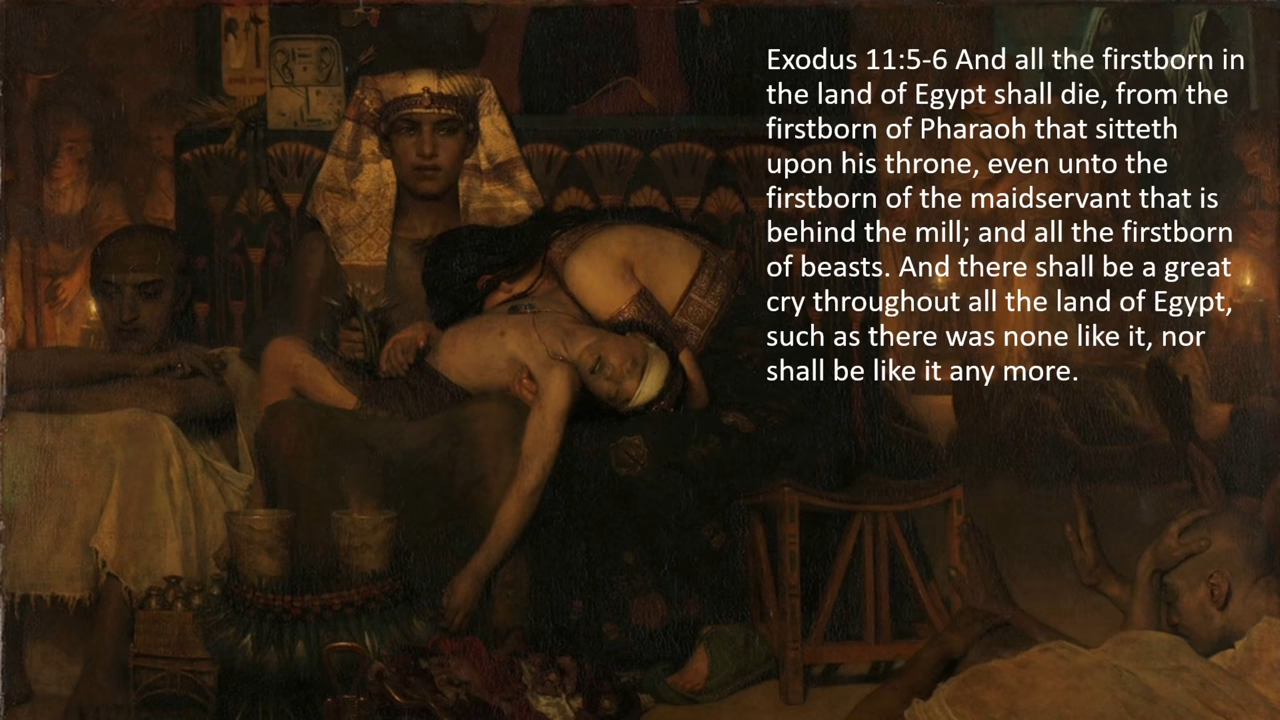 Exodus 11:5-6 And all the firstborn in
the land of Egypt shall die, from the
firstborn of Pharaoh that sitteth
upon his throne, even unto the
firstborn of the maidservant that is
behind the mill; and all the firstborn
of beasts. And there shall be a great
cry throughout all the land of Egypt,
such as there was none like it, nor
shall be like it any more.